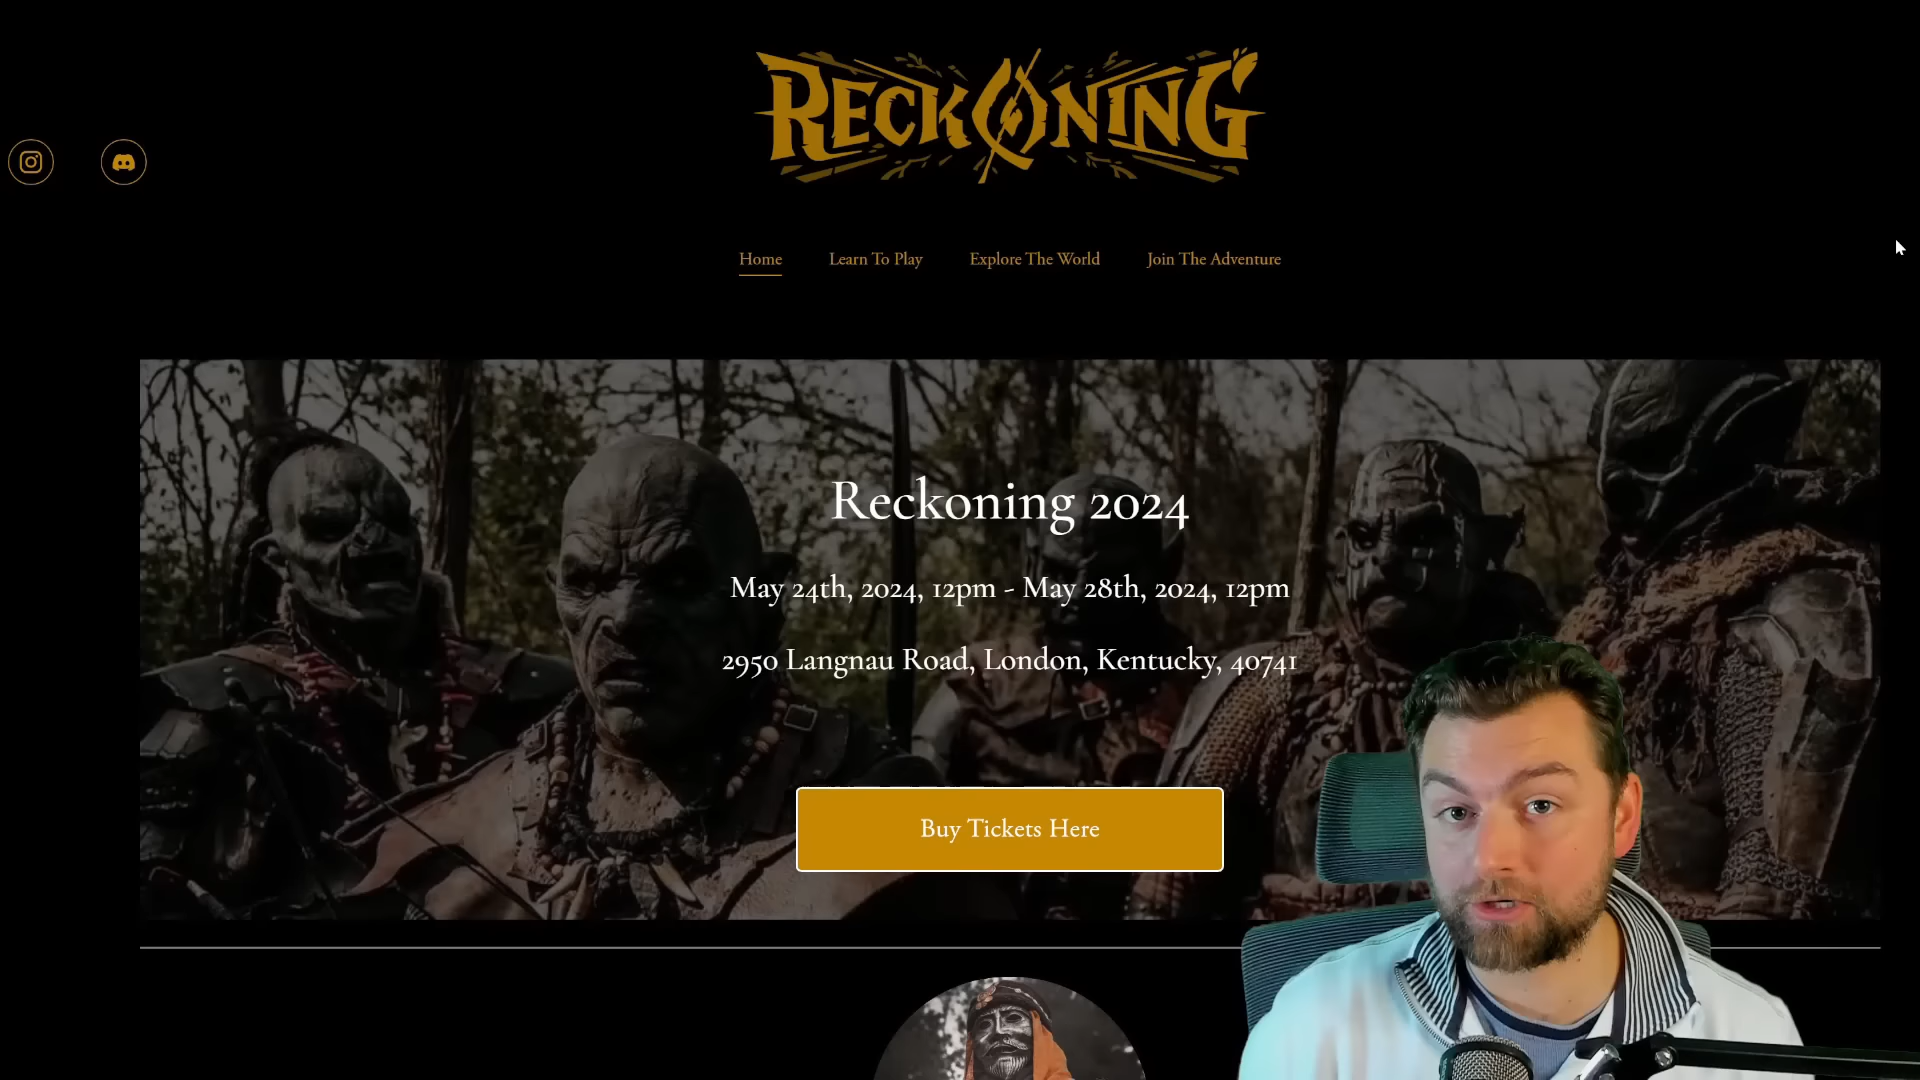 RECKONING
Home
Learn To Play
Explore The World
Join The Adventure
Reckoning 2024
May 24th, 2024, 12pm - May 28th, 2024, 12pm
2950 Langnau Road, London, Kentucky, 40741
Buy Tickets Here